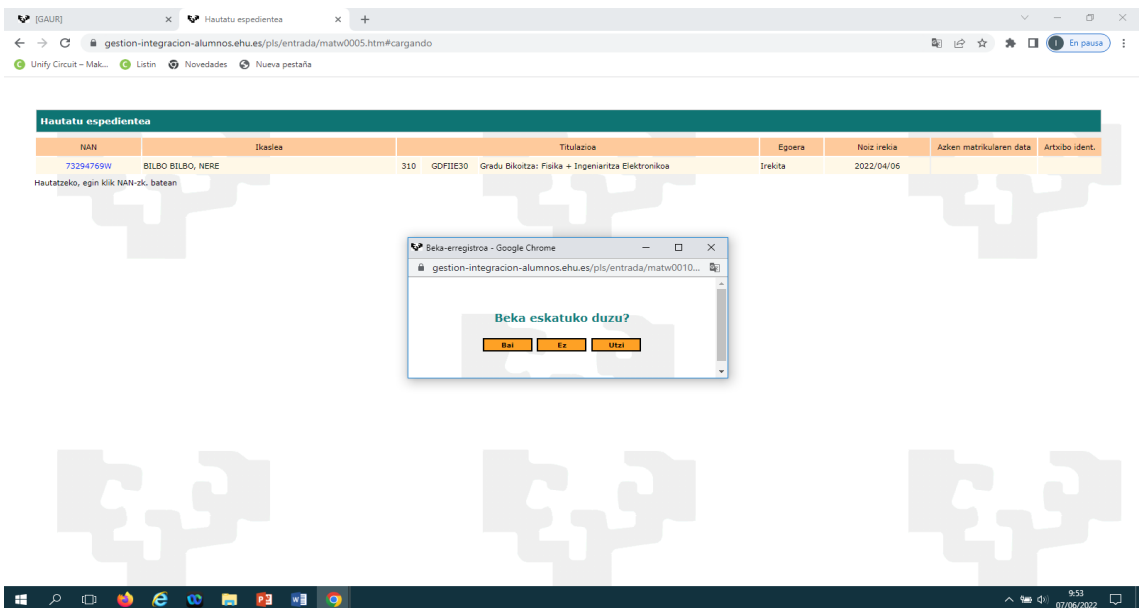 [GAUR]
Hautatu espedientea
gestion-integracion-alumnos.ehu.es/pls/entrada/matw0005.htm#cargando
En pausa
Unify Circuit – Mak... Listin Novedades Nueva pestaña
Hautatu espedientea
NAN Ikaslea Titulazioa Egoera Noiz irekia Azken matrikularen data Artxibo ident.
73294769W BILBO BILBO, NERE 310 GDFIIE30 Gradu Bikoitza: Fisika + Ingeniaritza Elektronikoa Irekita 2022/04/06
Hautatzeko, egin klik NAN-zk. batean
Beka-erregistroa - Google Chrome
gestion-integracion-alumnos.ehu.es/pls/entrada/matw0010...
Beka eskatuko duzu?
Bai Ez Utzi
9:53
07/06/2022